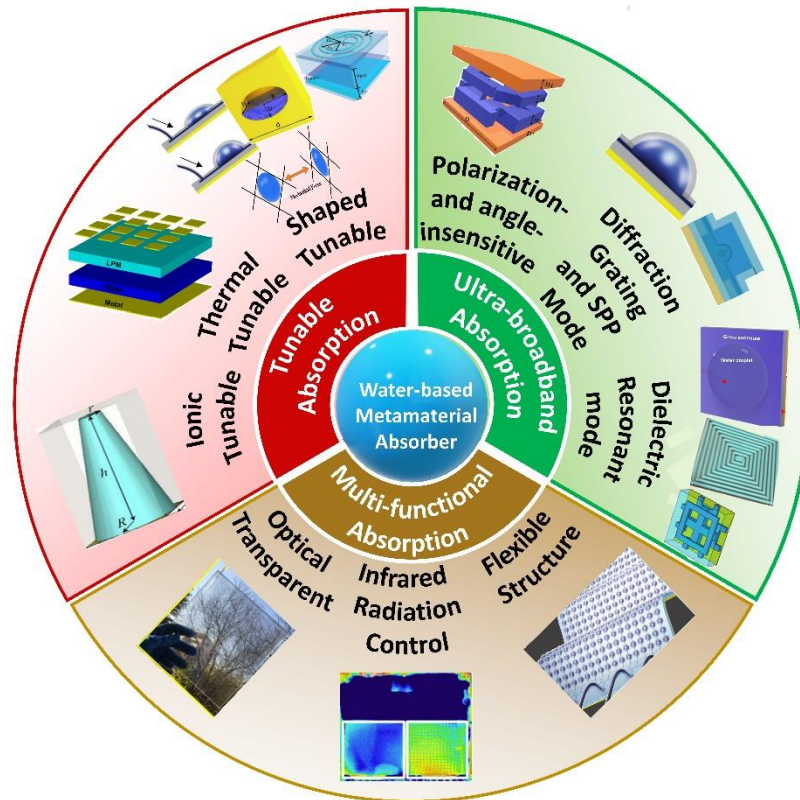 Water-based
Metamaterial
Absorber
Tunable
Absorption
Shaped
Tunable
Thermal
Tunable
Ionic
Tunable
LPM
Metal
h
R
r
d
Ultra-broadband
Absorption
Polarization-
and angle-
insensitive
Mode
Diffraction
Grating
and SPP
Dielectric
Resonant
mode
Multi-functional
Absorption
Optical
Transparent
Infrared
Radiation
Control
Flexible
Structure